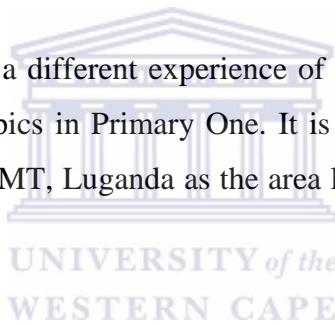 a different experience of
pics in Primary One. It is
MT, Luganda as the area l
UNIVERSITY of the
WESTERN CAPE